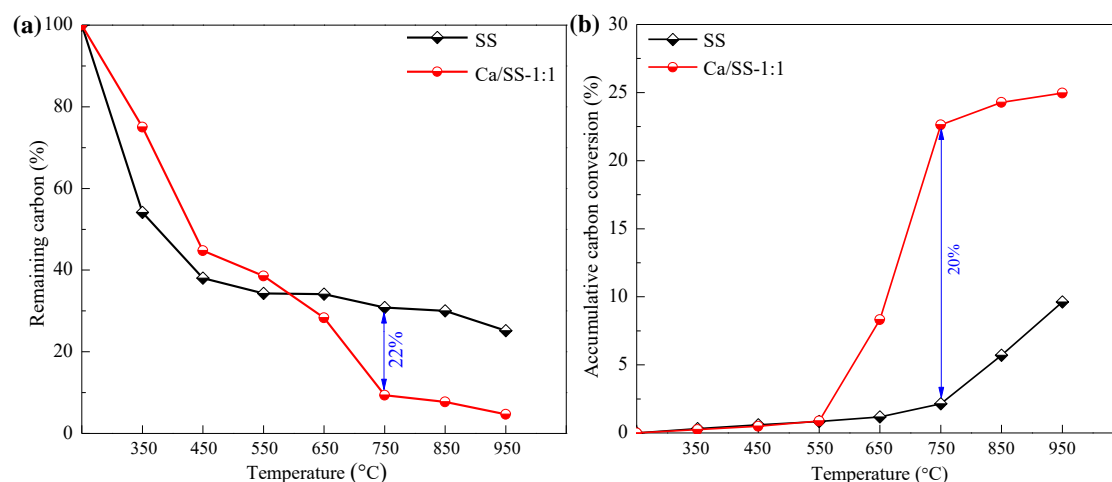 (a)
100
80
60
40
20
0
Remaining carbon (%)
SS
Ca/SS-1:1
22%
350 450 550 650 750 850 950
Temperature (°C)
(b)
30
25
20
15
10
5
0
Accumulative carbon conversion (%)
SS
Ca/SS-1:1
20%
350 450 550 650 750 850 950
Temperature (°C)